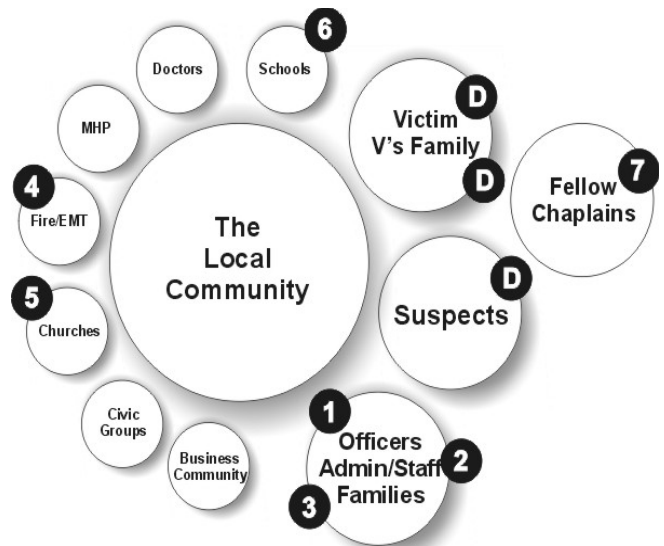 6
Doctors
Schools
D
Victim
V's Family
D
MHP
7
Fellow
Chaplains
4
Fire/EMT
The
Local
Community
D
Suspects
5
Churches
1
Officers
Admin/Staff
Families
2
3
Civic
Groups
Business
Community